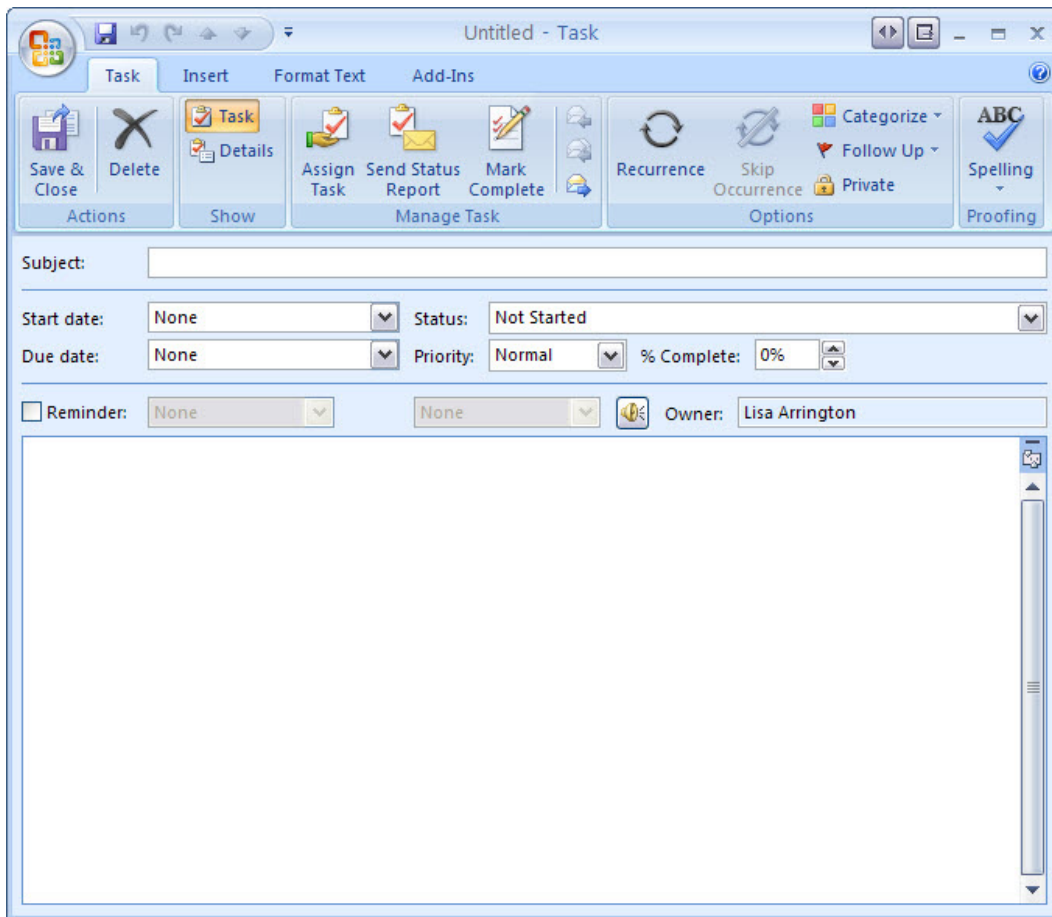 Untitled - Task
Task Insert Format Text Add-Ins
Save & Close
Delete
Actions
Task
Details
Show
Assign Task
Send Status Report
Mark Complete
Manage Task
Recurrence
Skip Occurrence
Categorize
Follow Up
Private
Options
ABC
Spelling
Proofing
Subject:
Start date: None Status: Not Started
Due date: None Priority: Normal % Complete: 0%
Reminder: None None Owner: Lisa Arrington